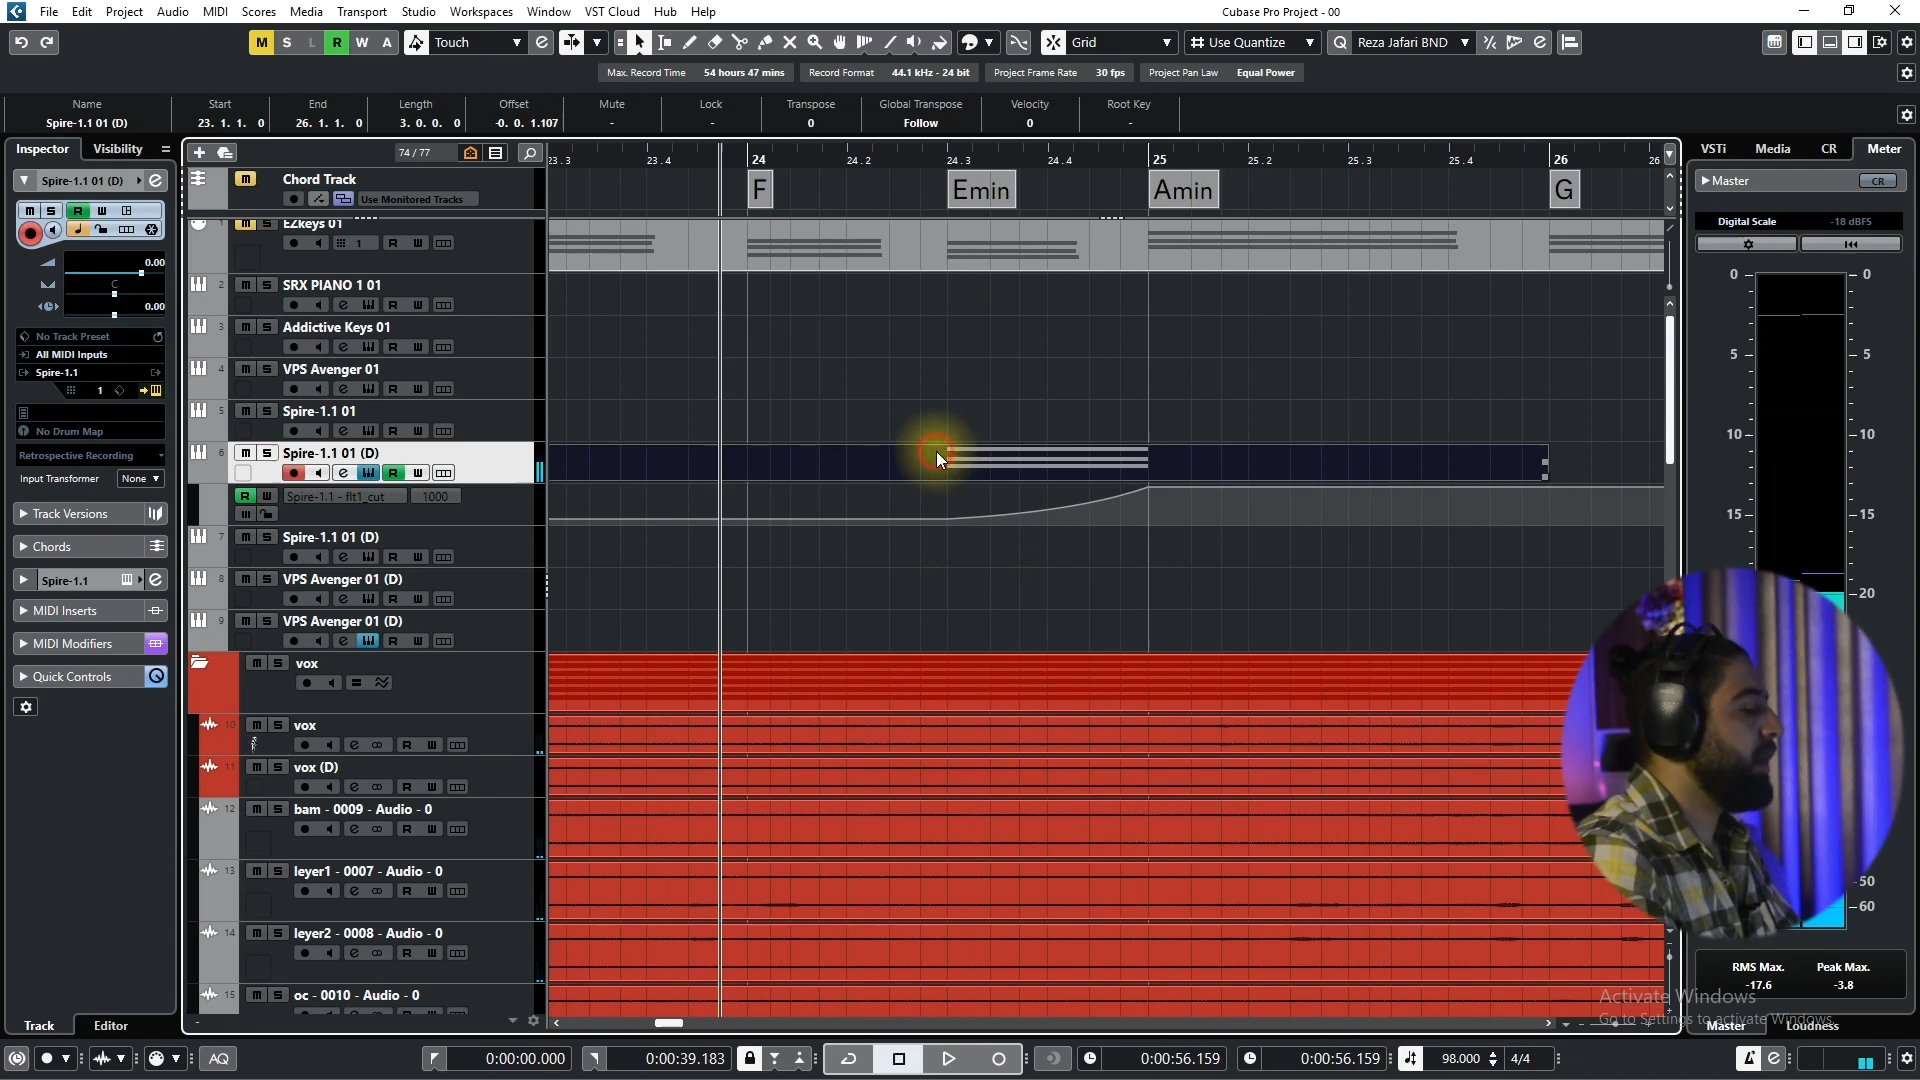 File Edit Project Audio MIDI Scores Media Transport Studio Workspaces Window VST Cloud Hub Help
Cubase Pro Project - 00
M S L R W A Touch Grid Use Quantize Reza Jafari BND
Max. Record Time 54 hours 47 mins Record Format 44.1 kHz - 24 bit Project Frame Rate 30 fps Project Pan Law Equal Power
Name Start End Length Offset Mute Lock Transpose Global Transpose Velocity Root Key
Spire-1.1 01 (D) 23. 1. 1. 0 26. 1. 1. 0 3. 0. 0. 0 -0. 0. 1.107 - - 0 Follow 0 -
Inspector Visibility
74 / 77
23.3 23.4 24 24.2 24.3 24.4 25 25.2 25.3 25.4 26 26
VSTi Media CR Meter
Spire-1.1 01 (D)
Chord Track
Use Monitored Tracks
F Emin Amin G
Master CR
Digital Scale -18 dBFS
0.00
C
0.00
No Track Preset
All MIDI Inputs
Spire-1.1
1
No Drum Map
Retrospective Recording
Input Transformer None
Track Versions
Chords
Spire-1.1
MIDI Inserts
MIDI Modifiers
Quick Controls
1 EZkeys 01
2 SRX PIANO 1 01
3 Addictive Keys 01
4 VPS Avenger 01
5 Spire-1.1 01
6 Spire-1.1 01 (D)
Spire-1.1 - flt1_cut 1000
7 Spire-1.1 01 (D)
8 VPS Avenger 01 (D)
9 VPS Avenger 01 (D)
vox
10 vox
11 vox (D)
12 bam - 0009 - Audio - 0
13 leyer1 - 0007 - Audio - 0
14 leyer2 - 0008 - Audio - 0
15 oc - 0010 - Audio - 0
0 0
5 5
10 10
15 15
20
50
60
RMS Max. Peak Max.
-17.6 -3.8
Activate Windows
Go to Settings to activate Windows.
Master Loudness
Track Editor
AQ 0:00:00.000 0:00:39.183 0:00:56.159 0:00:56.159 98.000 4/4